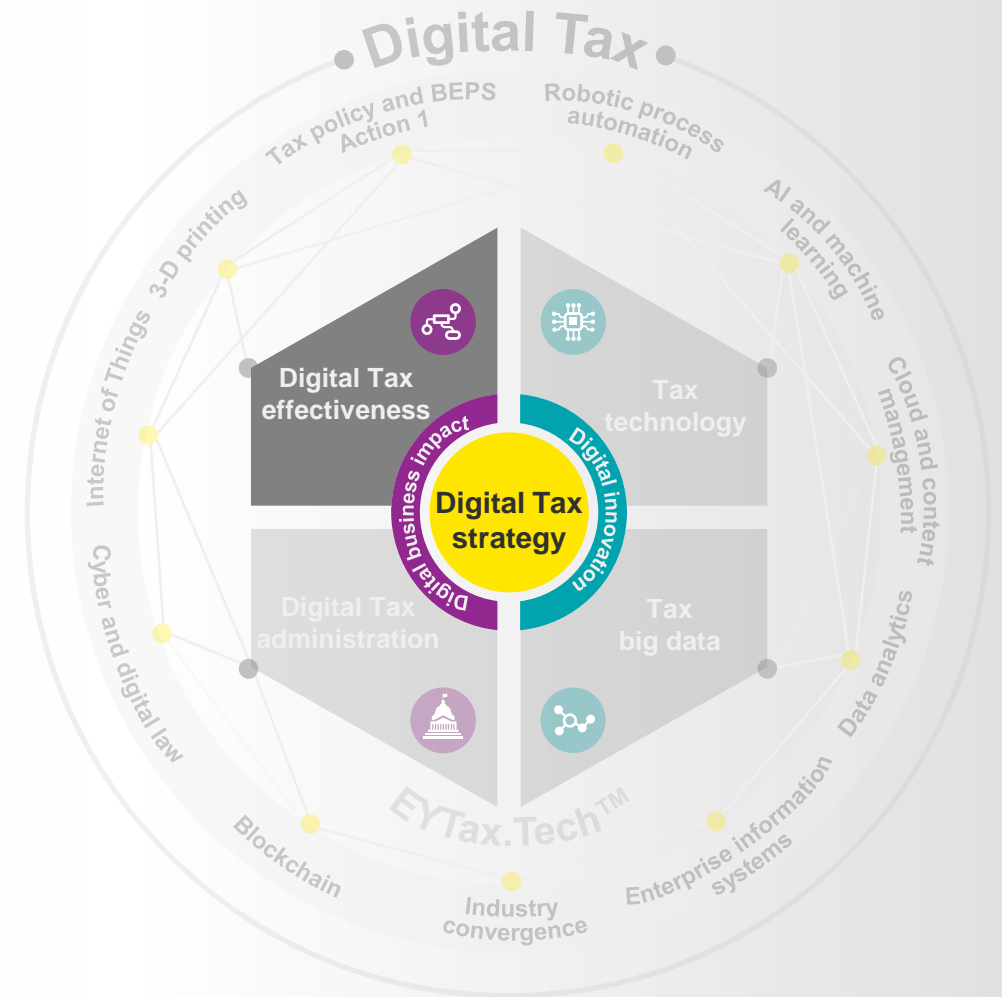 Digital Tax
Tax policy and BEPS
Action 1
Robotic process
automation
AI and machine
learning
Cloud and content
management
Data analytics
Enterprise information
systems
Industry
convergence
Blockchain
Cyber and digital law
Internet of Things
3-D printing
Digital Tax
effectiveness
Tax
technology
Digital business impact
Digital innovation
Digital Tax
strategy
Digital Tax
administration
Tax
big data
EYTax.Tech™